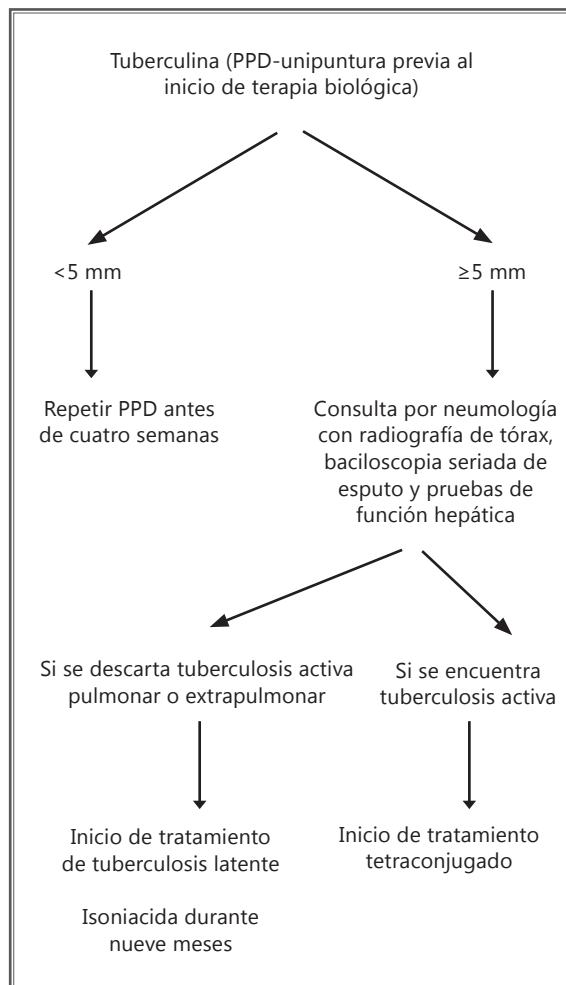 Tuberculina (PPD-unipuntura previa al
inicio de terapia biológica)
<5 mm
≥5 mm
Repetir PPD antes
de cuatro semanas
Consulta por neumología
con radiografía de tórax,
baciloscopia seriada de
esputo y pruebas de
función hepática
Si se descarta tuberculosis activa
pulmonar o extrapulmonar
Si se encuentra
tuberculosis activa
Inicio de tratamiento
de tuberculosis latente
Isoniacida durante
nueve meses
Inicio de tratamiento
tetraconjugado